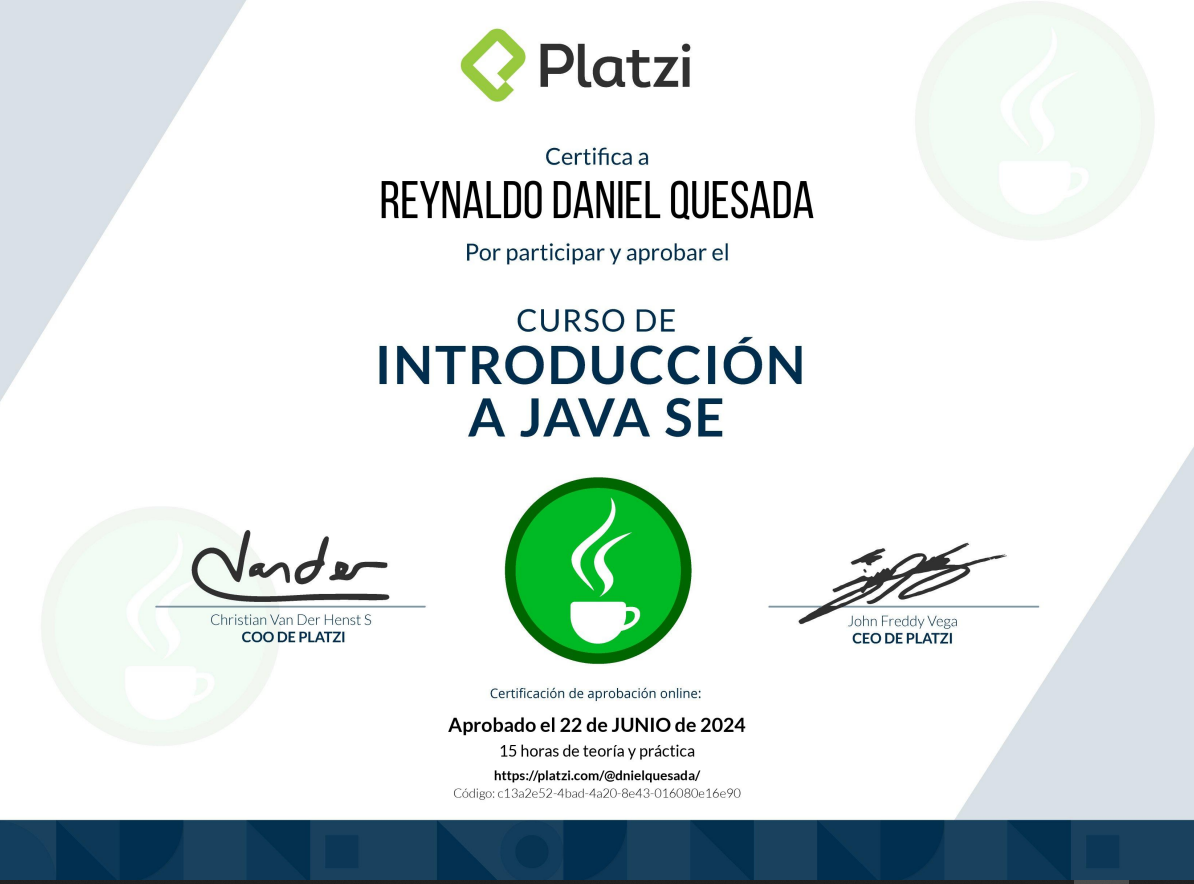 Platzi
Certifica a
REYNALDO DANIEL QUESADA
Por participar y aprobar el
CURSO DE
INTRODUCCIÓN
A JAVA SE
Vander
Christian Van Der Henst S
COO DE PLATZI
John Freddy Vega
CEO DE PLATZI
Certificación de aprobación online:
Aprobado el 22 de JUNIO de 2024
15 horas de teoría y práctica
https://platzi.com/@dnielquesada/
Código: c13a2e52-4bad-4a20-8e43-016080e16e90